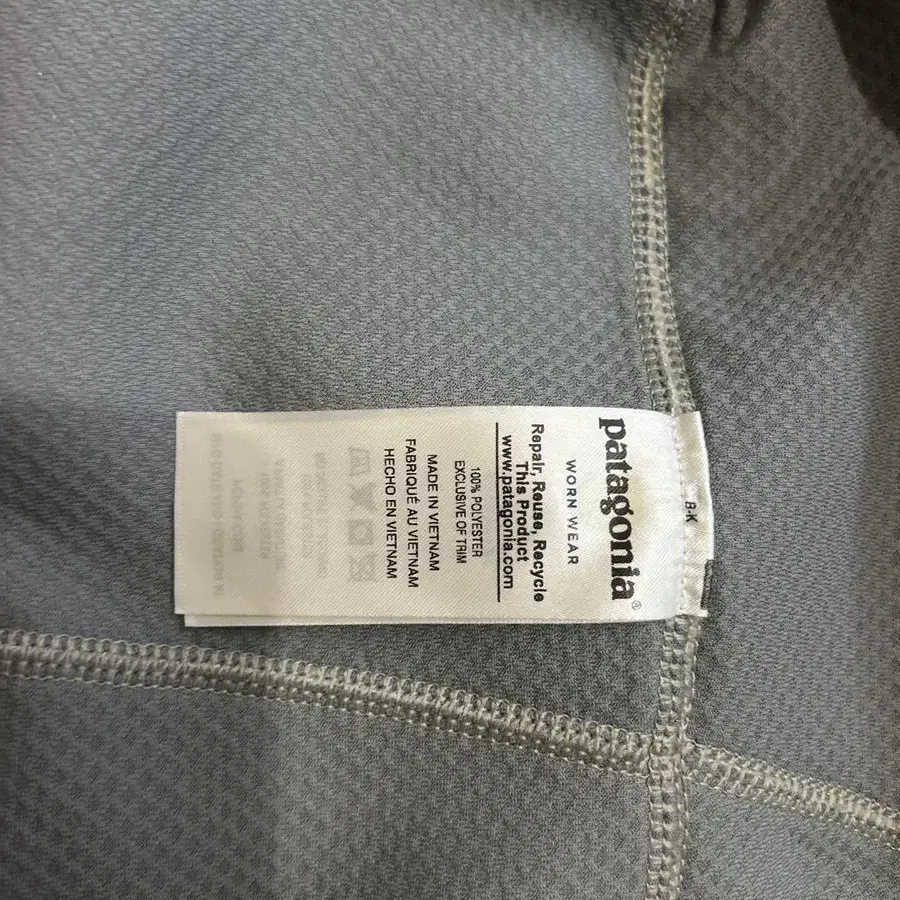 B-K
patagonia®
WORN WEAR
Repair, Reuse, Recycle
This Product
www.patagonia.com
100% POLYESTER
EXCLUSIVE OF TRIM
MADE IN VIETNAM
FABRIQUÉ AU VIETNAM
HECHO EN VIETNAM